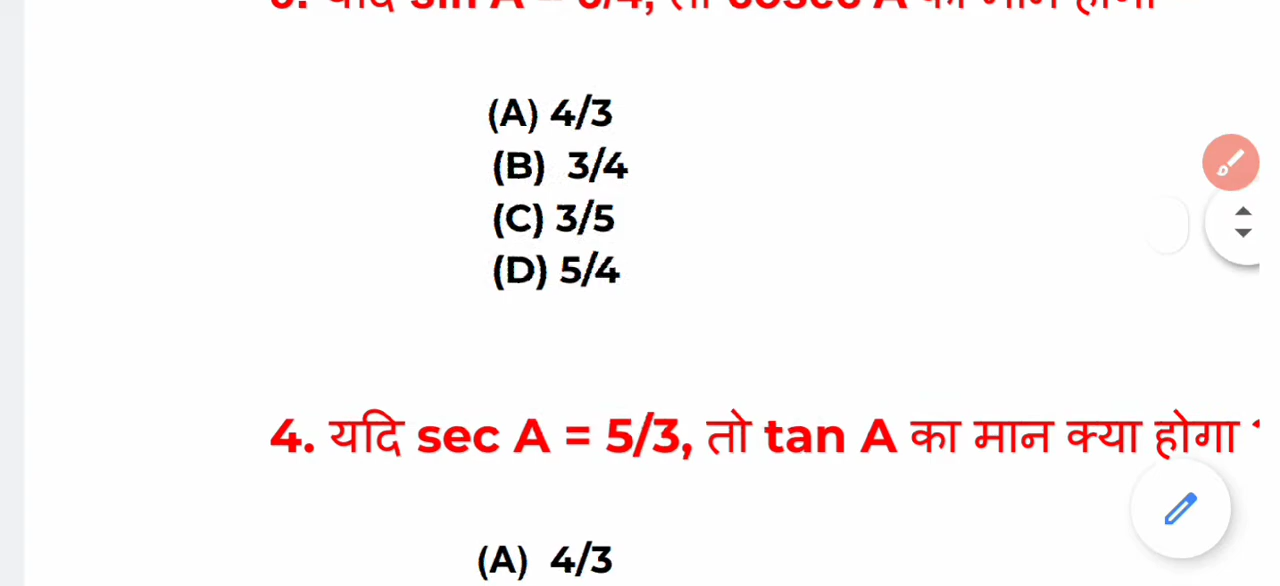 (A) 4/3
(B) 3/4
(C) 3/5
(D) 5/4
4. यदि sec A = 5/3, तो tan A का मान क्या होगा
(A) 4/3